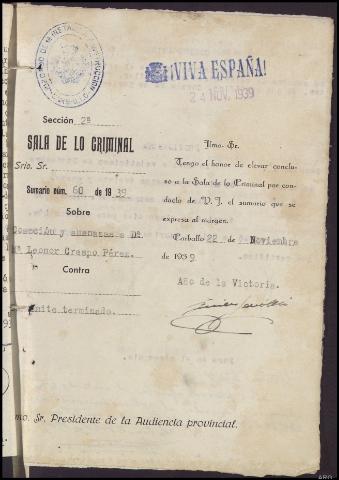 ¡VIVA ESPAÑA!
24 NOV. 1939
Sección 2ª
SALA DE LO CRIMINAL
Srio. Sr.
Sumario núm. 60 de 1939
Sobre
Coacción y amenazas a Dª.
Mª Leonor Crespo Pérez.
Contra
terminado.
Ilmo. Sr.
Tengo el honor de elevar conclu-
so a la Sala de lo Criminal por con-
ducto de V. I. el sumario que se
expresa al margen.
Carballo 22 de Noviembre
de 1939
Año de la Victoria.
mo. Sr. Presidente de la Audiencia provincial.